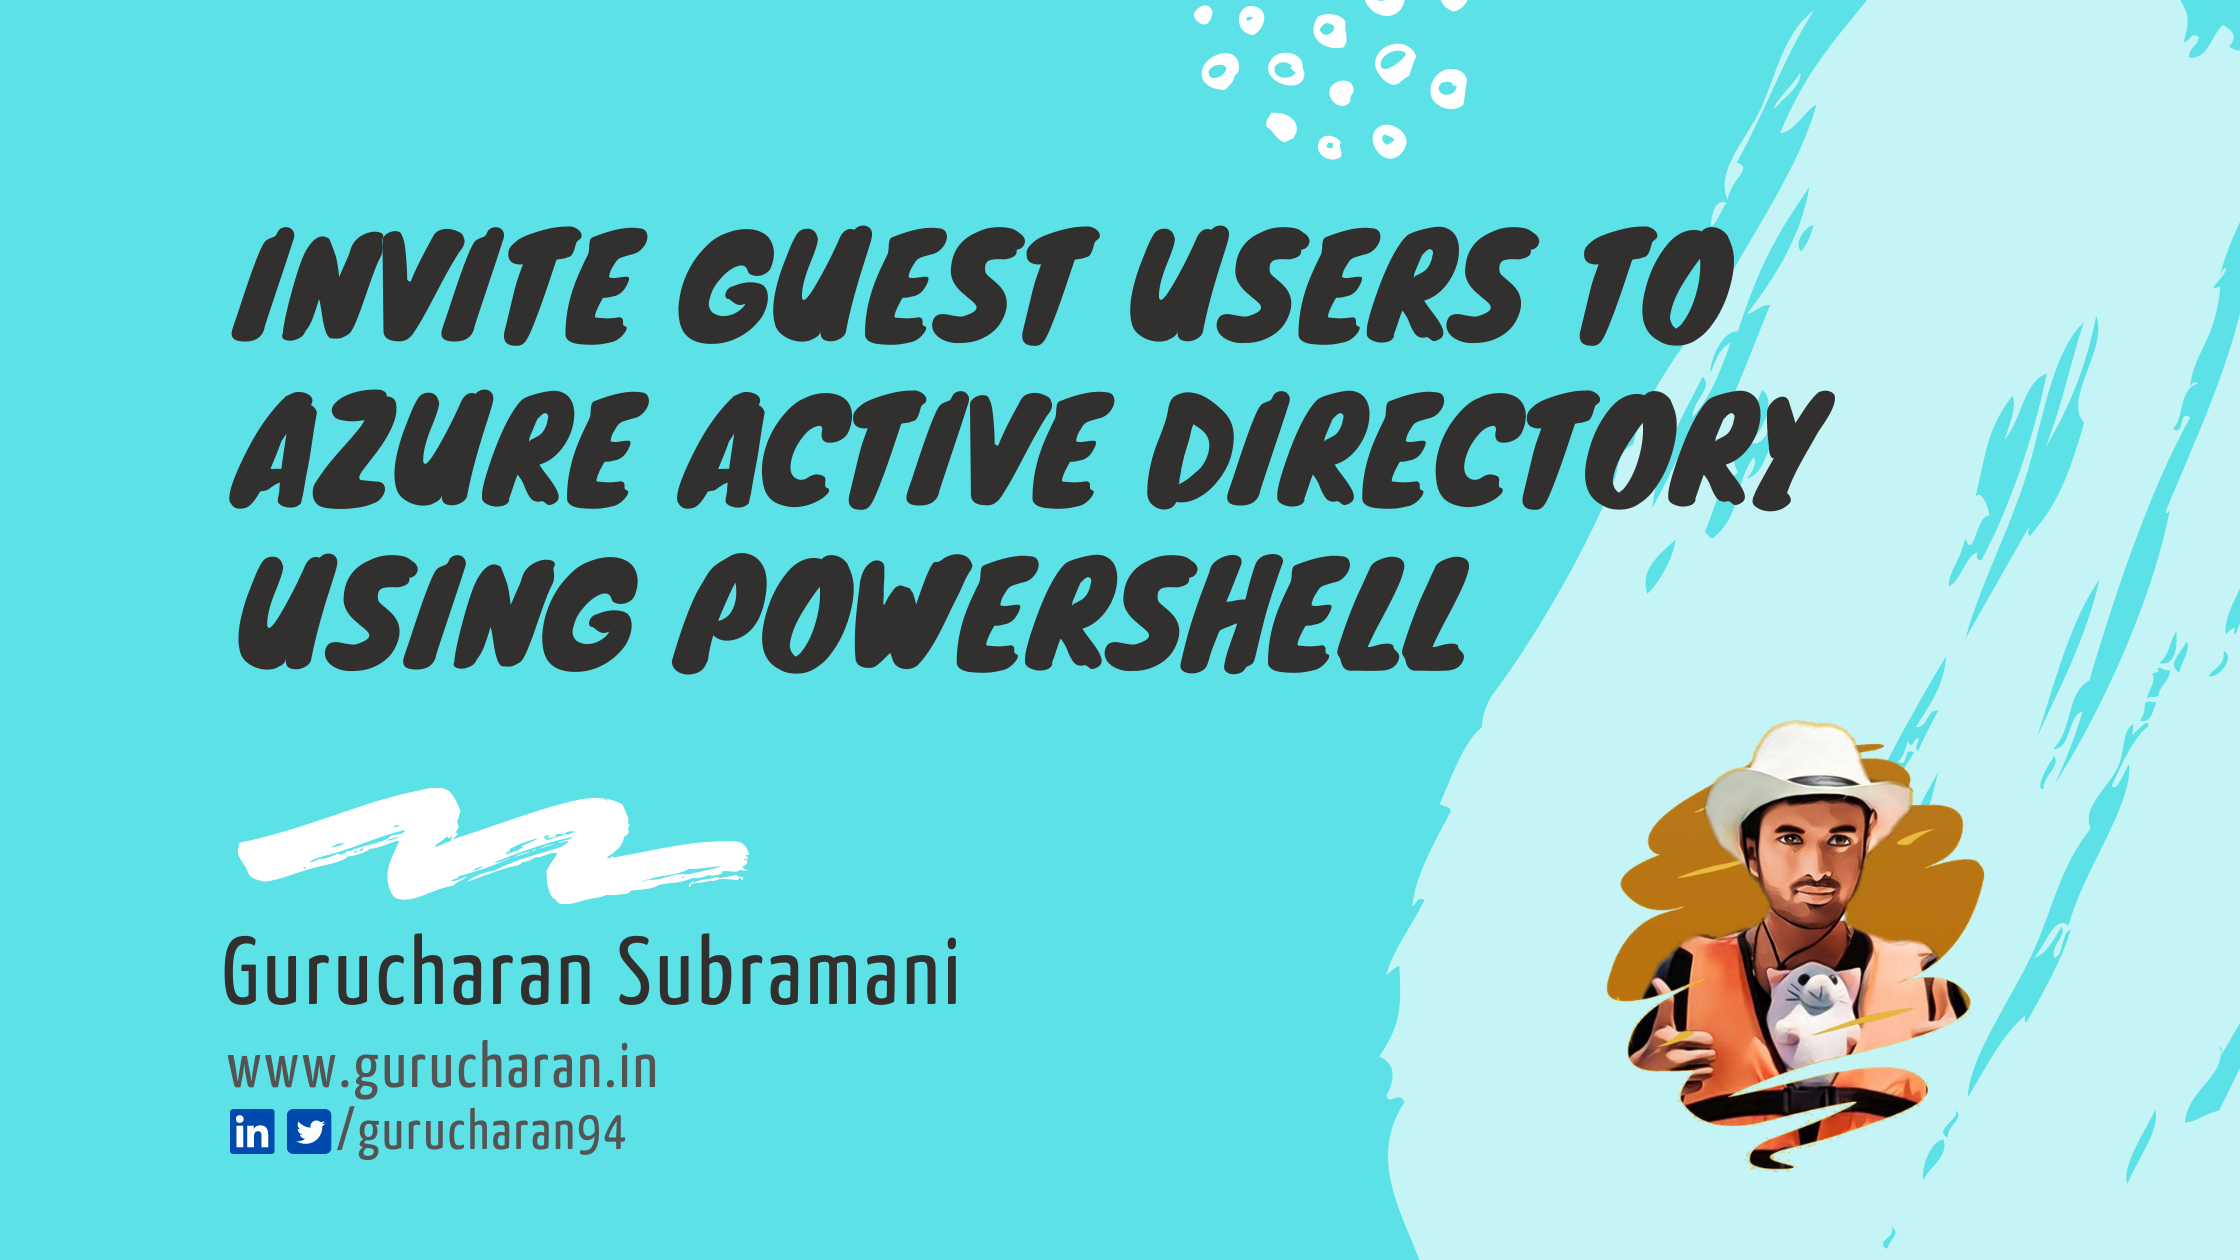 INVITE GUEST USERS TO
AZURE ACTIVE DIRECTORY
USING POWERSHELL
Gurucharan Subramani
www.gurucharan.in
in /gurucharan94